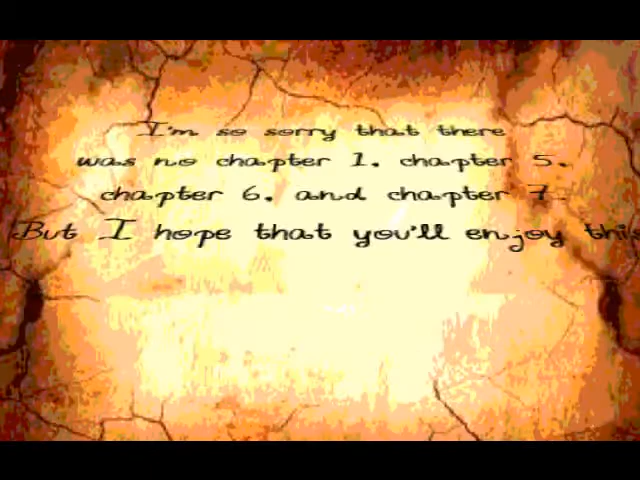 I'm so sorry that there
was no chapter 1, chapter 5,
chapter 6, and chapter 7.
But I hope that you'll enjoy this